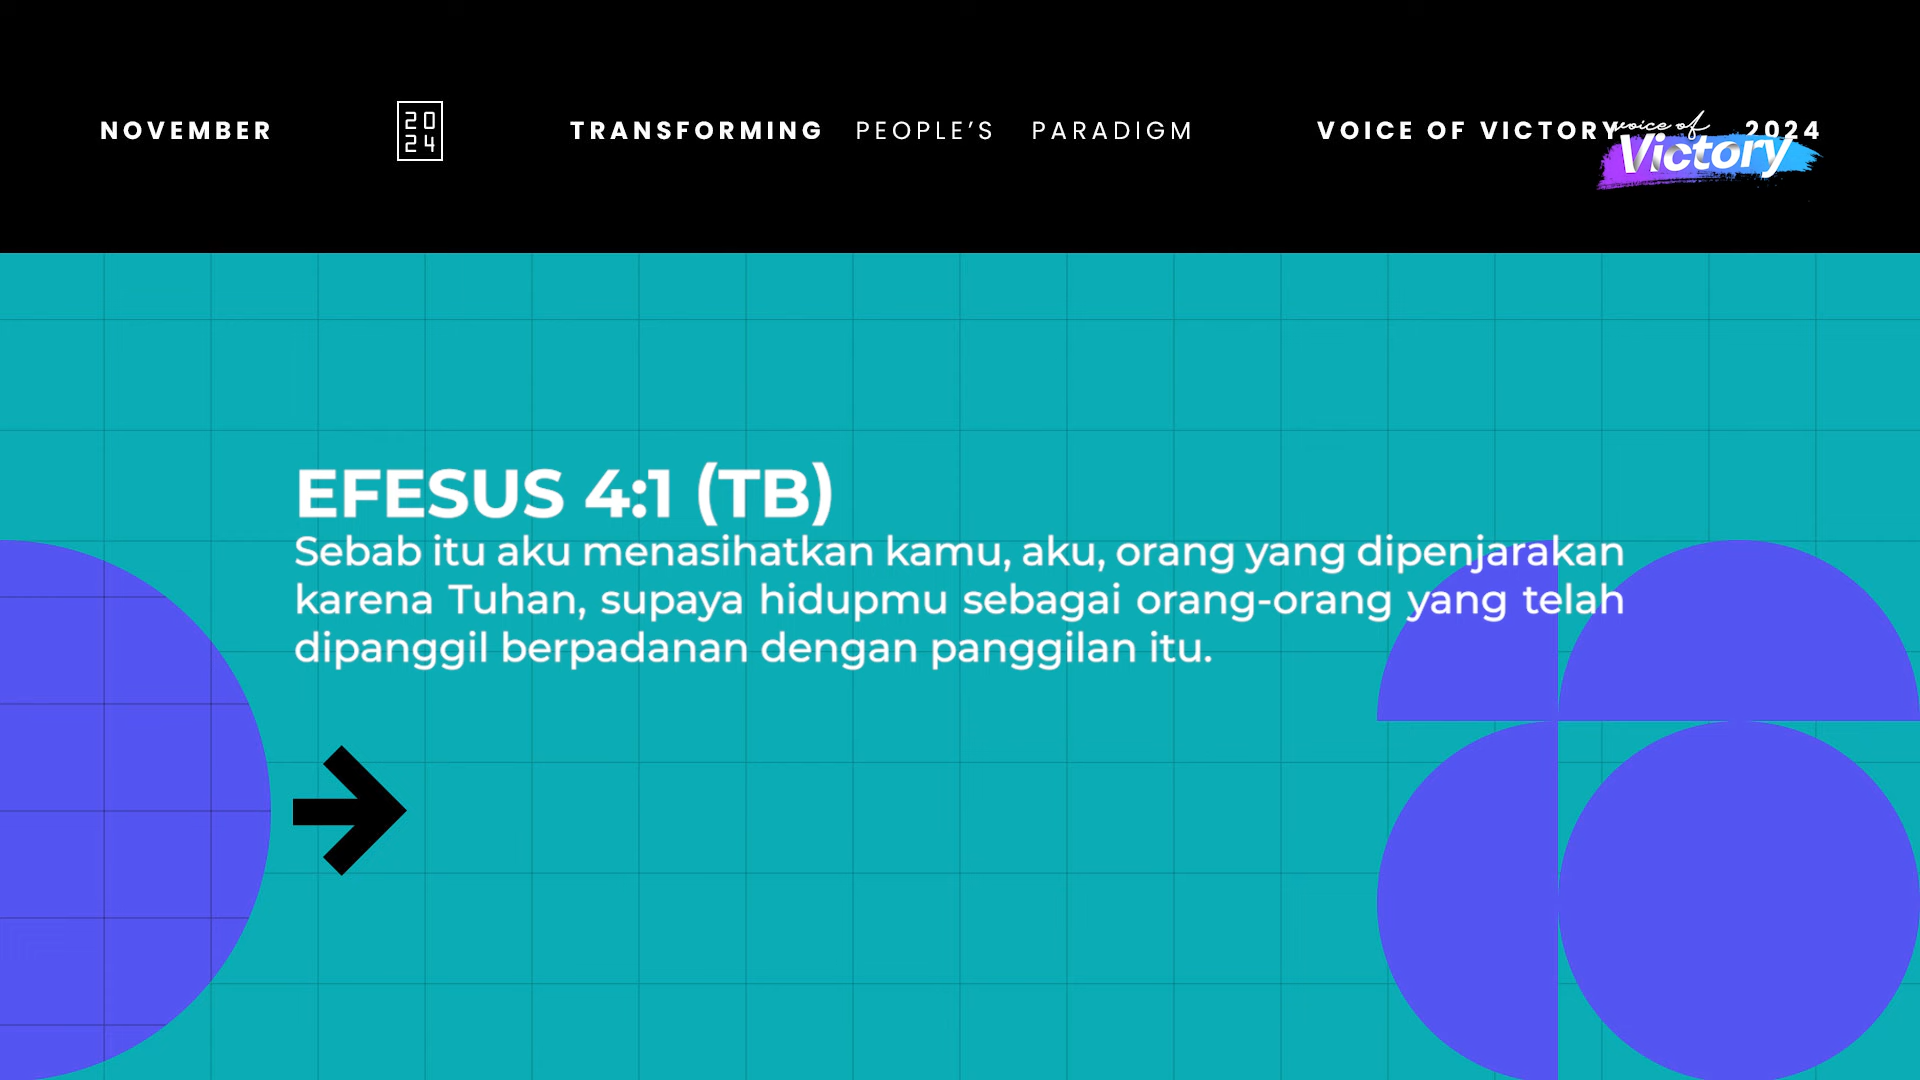 NOVEMBER
20
24
TRANSFORMING PEOPLE’S PARADIGM
VOICE OF VICTORY 2024
voice of
Victory
EFESUS 4:1 (TB)
Sebab itu aku menasihatkan kamu, aku, orang yang dipenjarakan
karena Tuhan, supaya hidupmu sebagai orang-orang yang telah
dipanggil berpadanan dengan panggilan itu.